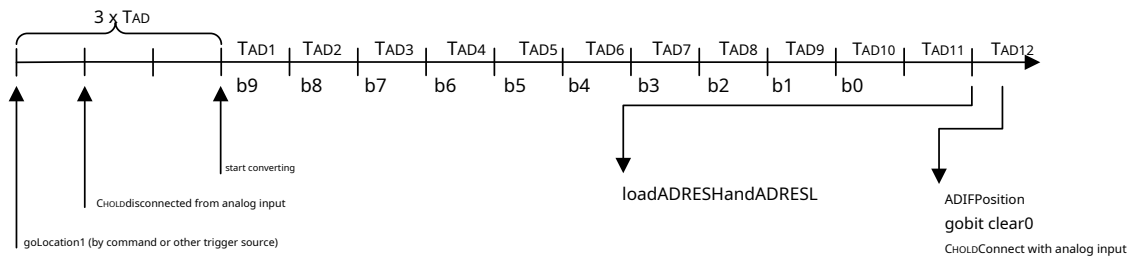 3 x TAD
TAD1 TAD2 TAD3 TAD4 TAD5 TAD6 TAD7 TAD8 TAD9 TAD10 TAD11 TAD12
b9 b8 b7 b6 b5 b4 b3 b2 b1 b0
start converting
CHOLDdisconnected from analog input
goLocation1 (by command or other trigger source)
loadADRESHandADRESL
ADIFPosition
gobit clear0
CHOLDConnect with analog input